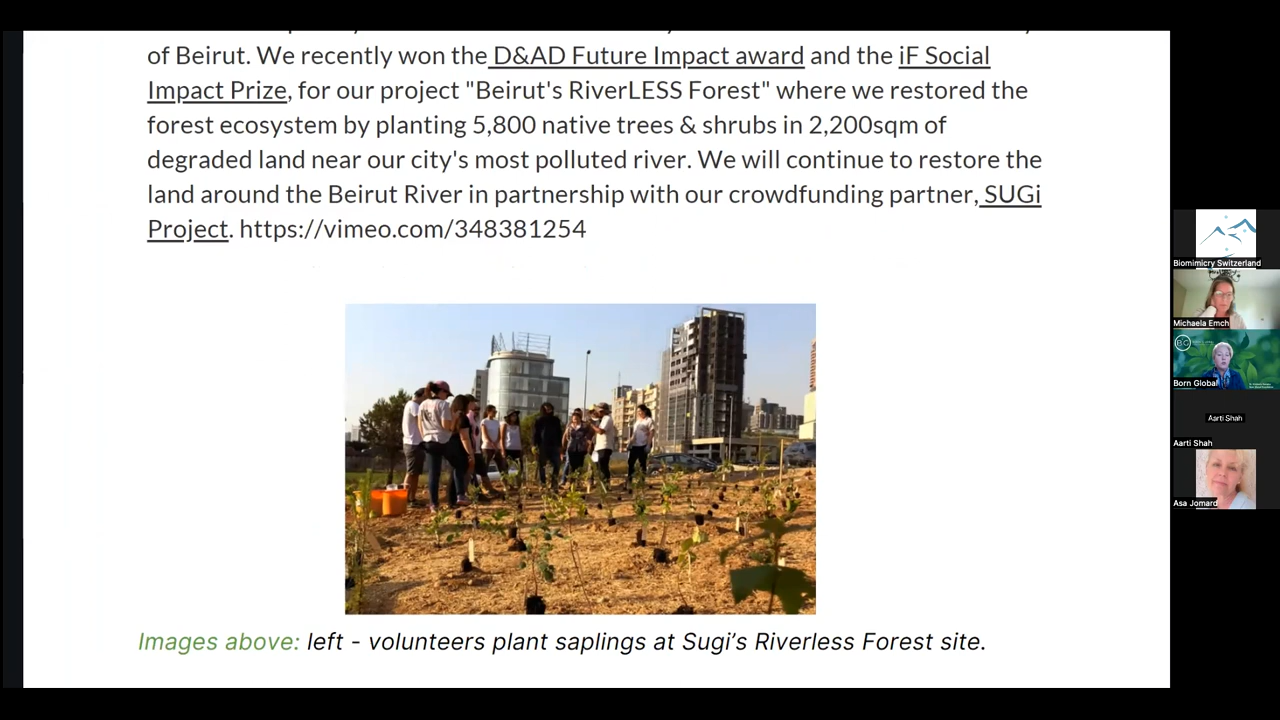 of Beirut. We recently won the D&AD Future Impact award and the iF Social
Impact Prize, for our project "Beirut's RiverLESS Forest" where we restored the
forest ecosystem by planting 5,800 native trees & shrubs in 2,200sqm of
degraded land near our city's most polluted river. We will continue to restore the
land around the Beirut River in partnership with our crowdfunding partner, SUGi
Project. https://vimeo.com/348381254
Images above: left - volunteers plant saplings at Sugi’s Riverless Forest site.
Biomimicry Switzerland
Michaela Emch
Born Global
Aarti Shah
Aarti Shah
Asa Jomard